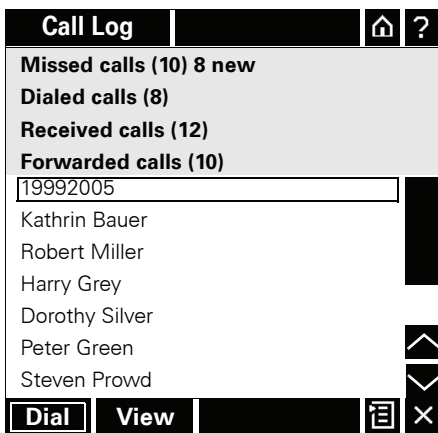 Call Log ?
Missed calls (10) 8 new
Dialed calls (8)
Received calls (12)
Forwarded calls (10)
19992005
Kathrin Bauer
Robert Miller
Harry Grey
Dorothy Silver
Peter Green
Steven Prowd
Dial View